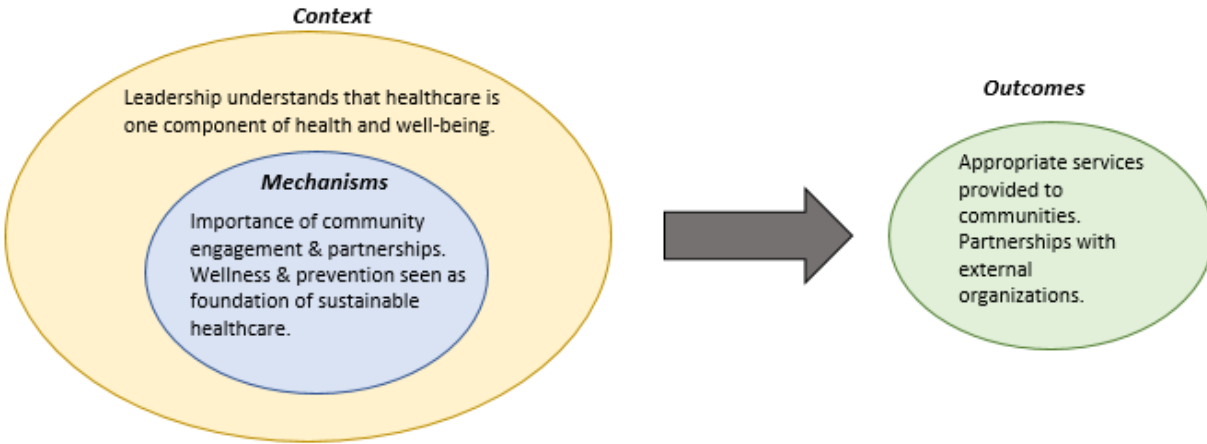 Context
Leadership understands that healthcare is
one component of health and well-being.
Mechanisms
Importance of community
engagement & partnerships.
Wellness & prevention seen as
foundation of sustainable
healthcare.
Outcomes
Appropriate services
provided to
communities.
Partnerships with
external
organizations.